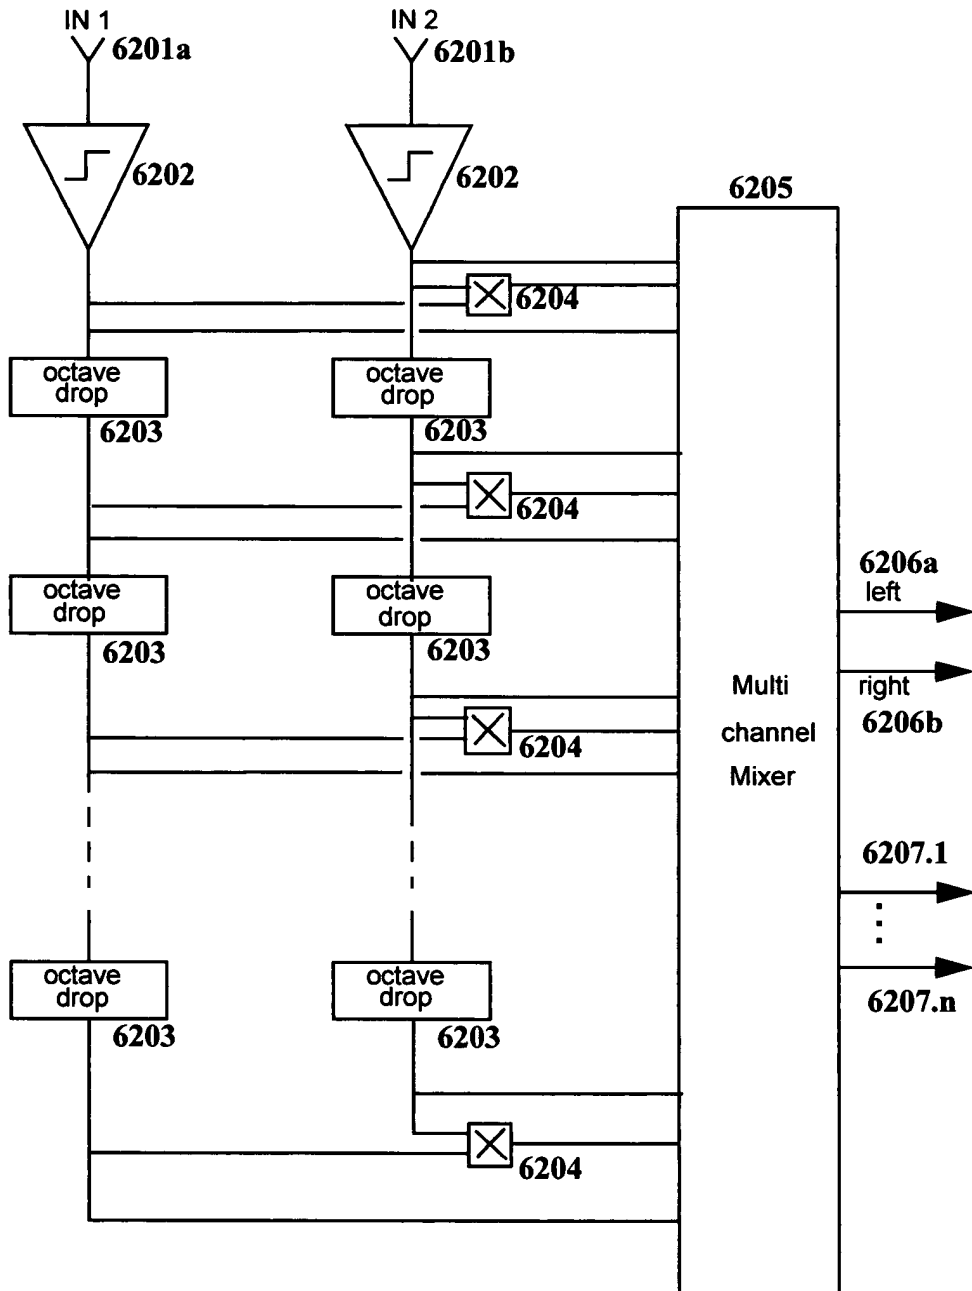 IN 1
6201a
IN 2
6201b
6202
6202
6205
6204
octave
drop
6203
octave
drop
6203
6204
octave
drop
6203
octave
drop
6203
6206a
left
right
6206b
Multi
channel
Mixer
6204
6207.1
6207.n
octave
drop
6203
octave
drop
6203
6204